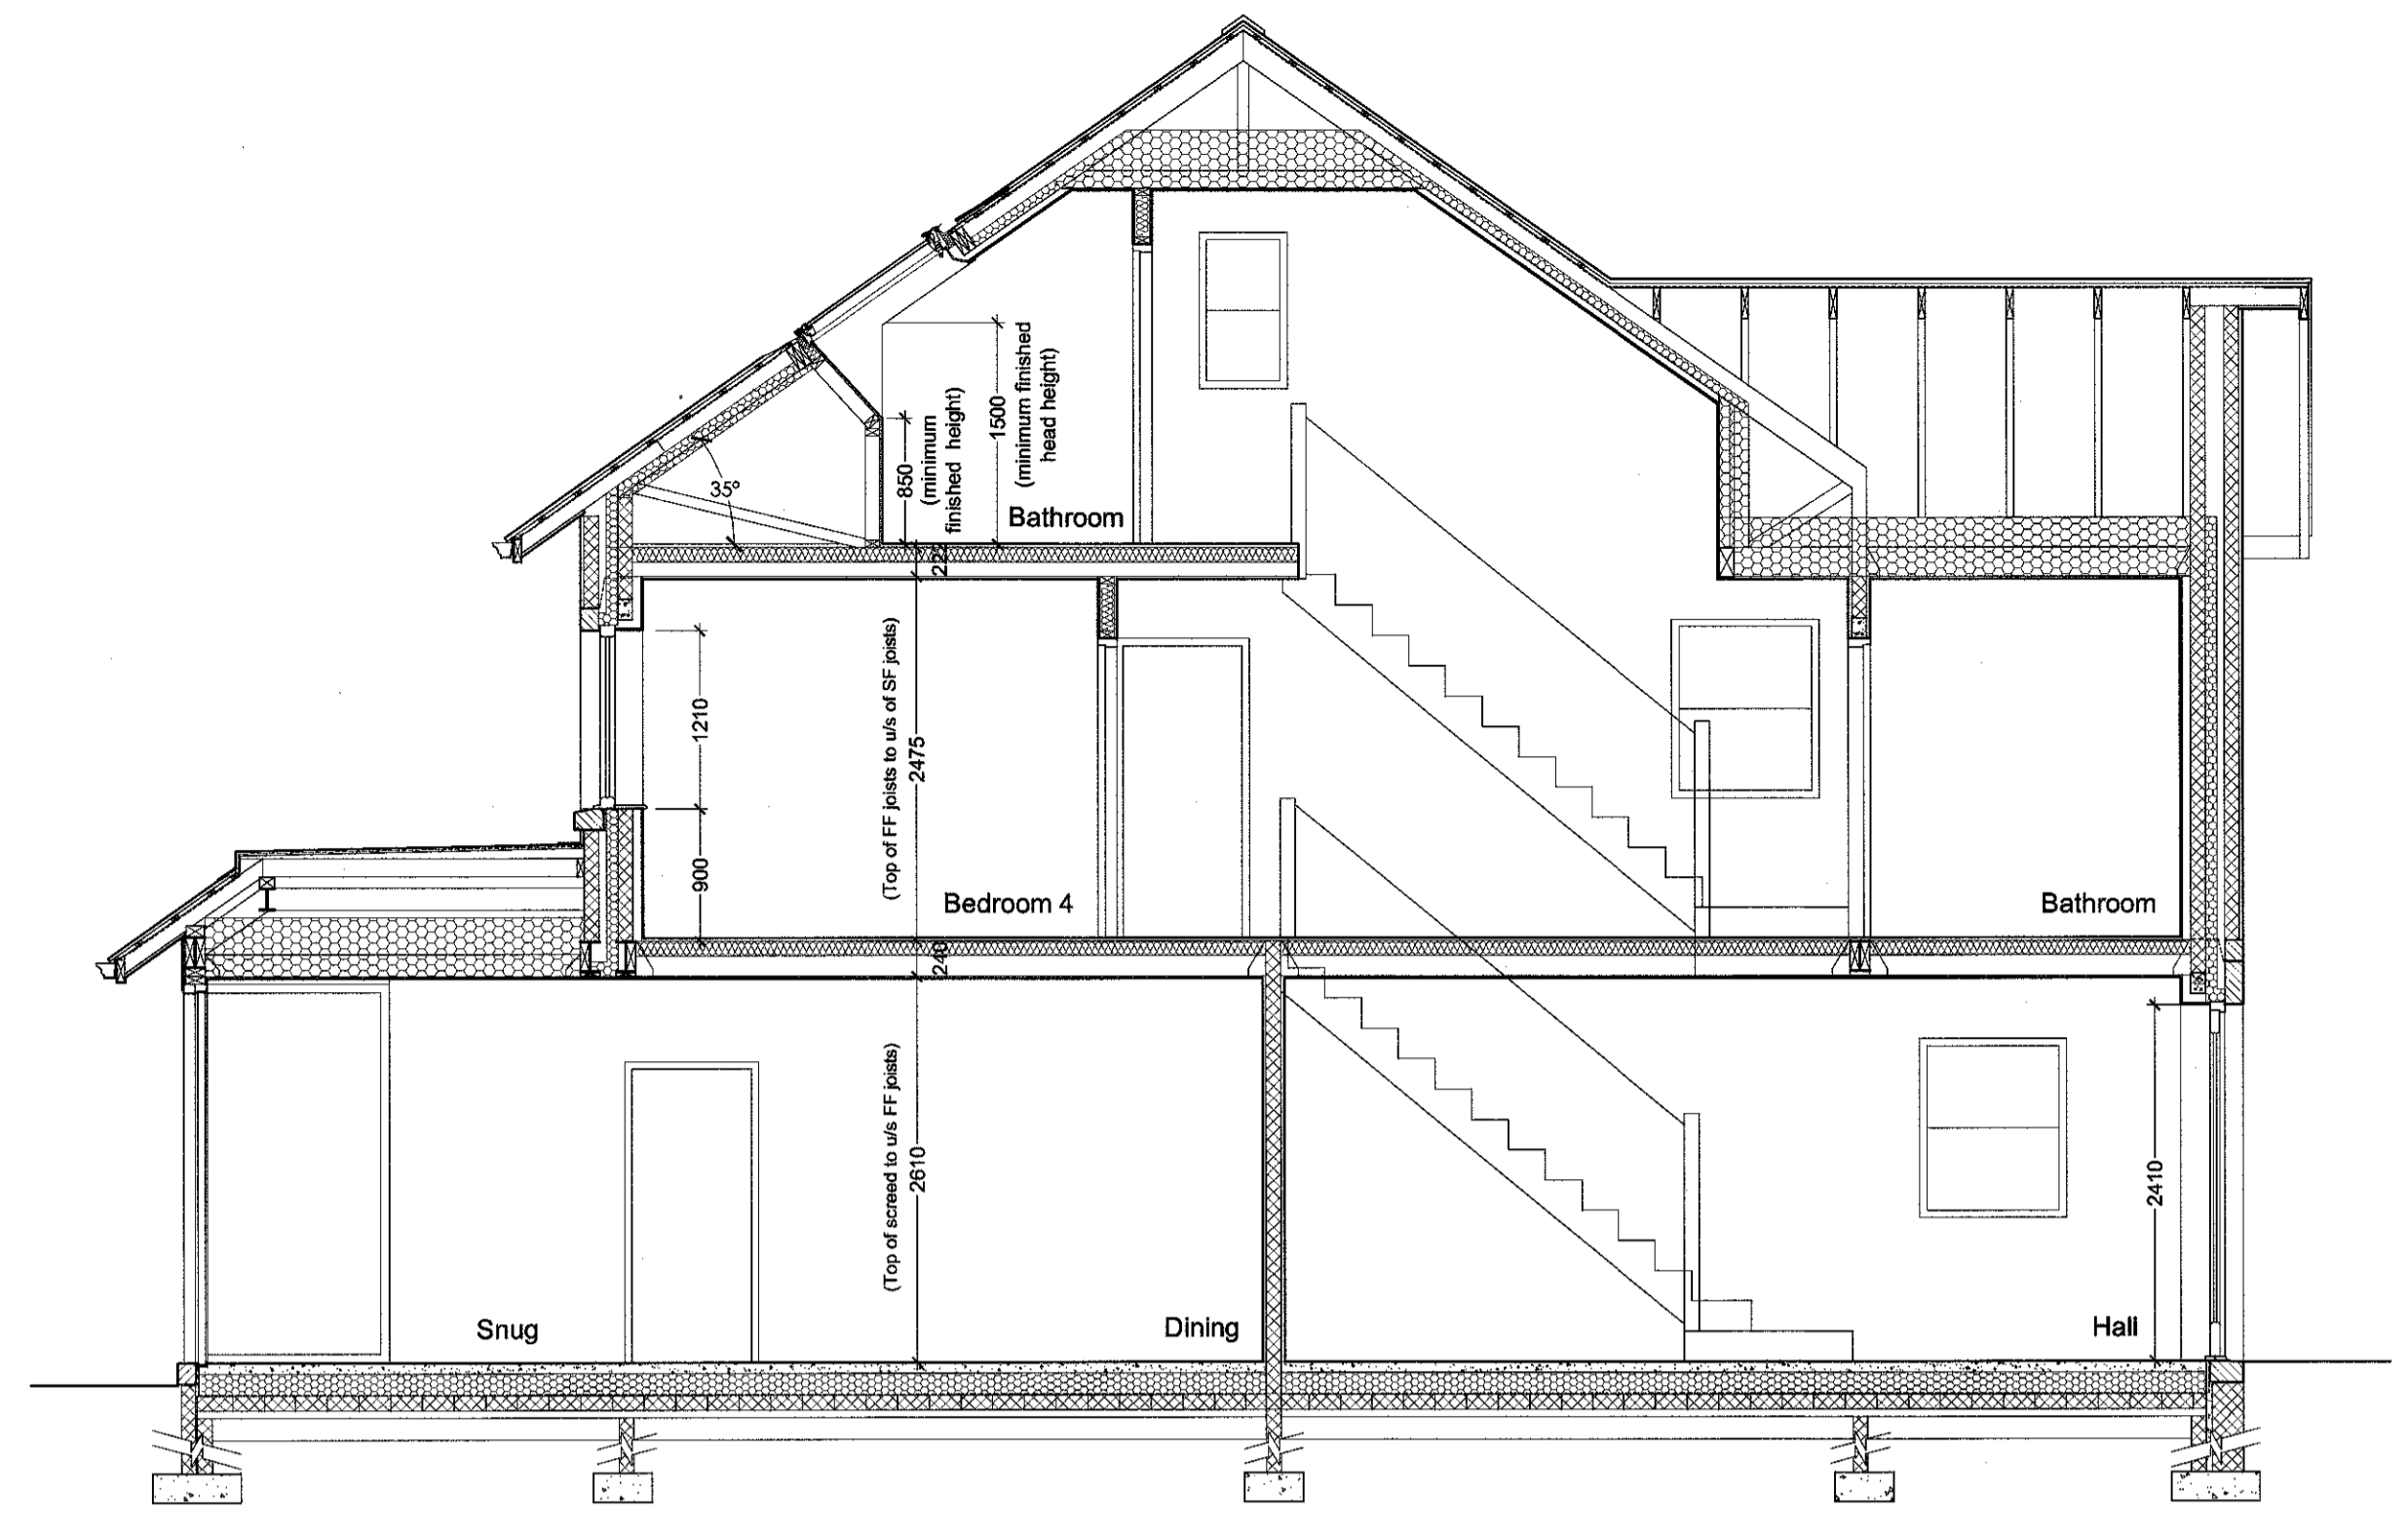 35°
850
(minimum
finished height)
1500
(minimum finished
head height)
Bathroom
222
1210
900
(Top of FF joists to u/s of SF joists)
2475
Bedroom 4
Bathroom
240
(Top of screed to u/s FF joists)
2610
2410
Snug
Dining
Hall